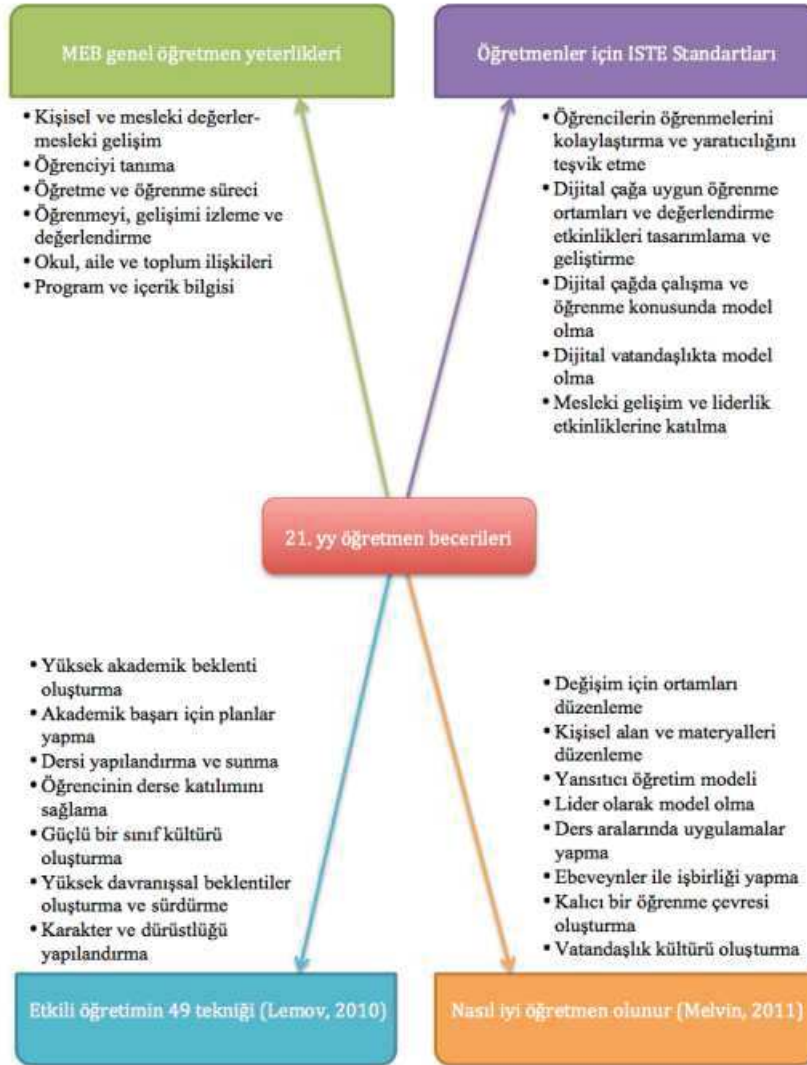 MEB genel öğretmen yeterlikleri
• Kişisel ve mesleki değerler-
mesleki gelişim
• Öğrenciyi tanıma
• Öğretme ve öğrenme süreci
• Öğrenmeyi, gelişimi izleme ve
değerlendirme
• Okul, aile ve toplum ilişkileri
• Program ve içerik bilgisi
Öğretmenler için ISTE Standartları
• Öğrencilerin öğrenmelerini
kolaylaştırma ve yaratıcılığını
teşvik etme
• Dijital çağa uygun öğrenme
ortamları ve değerlendirme
etkinlikleri tasarımlama ve
geliştirme
• Dijital çağda çalışma ve
öğrenme konusunda model
olma
• Dijital vatandaşlıkta model
olma
• Mesleki gelişim ve liderlik
etkinliklerine katılma
21. yy öğretmen becerileri
• Yüksek akademik beklenti
oluşturma
• Akademik başarı için planlar
yapma
• Dersi yapılandırma ve sunma
• Öğrencinin derse katılımını
sağlama
• Güçlü bir sınıf kültürü
oluşturma
• Yüksek davranışsal beklentiler
oluşturma ve sürdürme
• Karakter ve dürüstlüğü
yapılandırma
Etkili öğretimin 49 tekniği (Lemov, 2010)
• Değişim için ortamları
düzenleme
• Kişisel alan ve materyalleri
düzenleme
• Yansıtıcı öğretim modeli
• Lider olarak model olma
• Ders aralarında uygulamalar
yapma
• Ebeveynler ile işbirliği yapma
• Kalıcı bir öğrenme çevresi
oluşturma
• Vatandaşlık kültürü oluşturma
Nasıl iyi öğretmen olunur (Melvin, 2011)